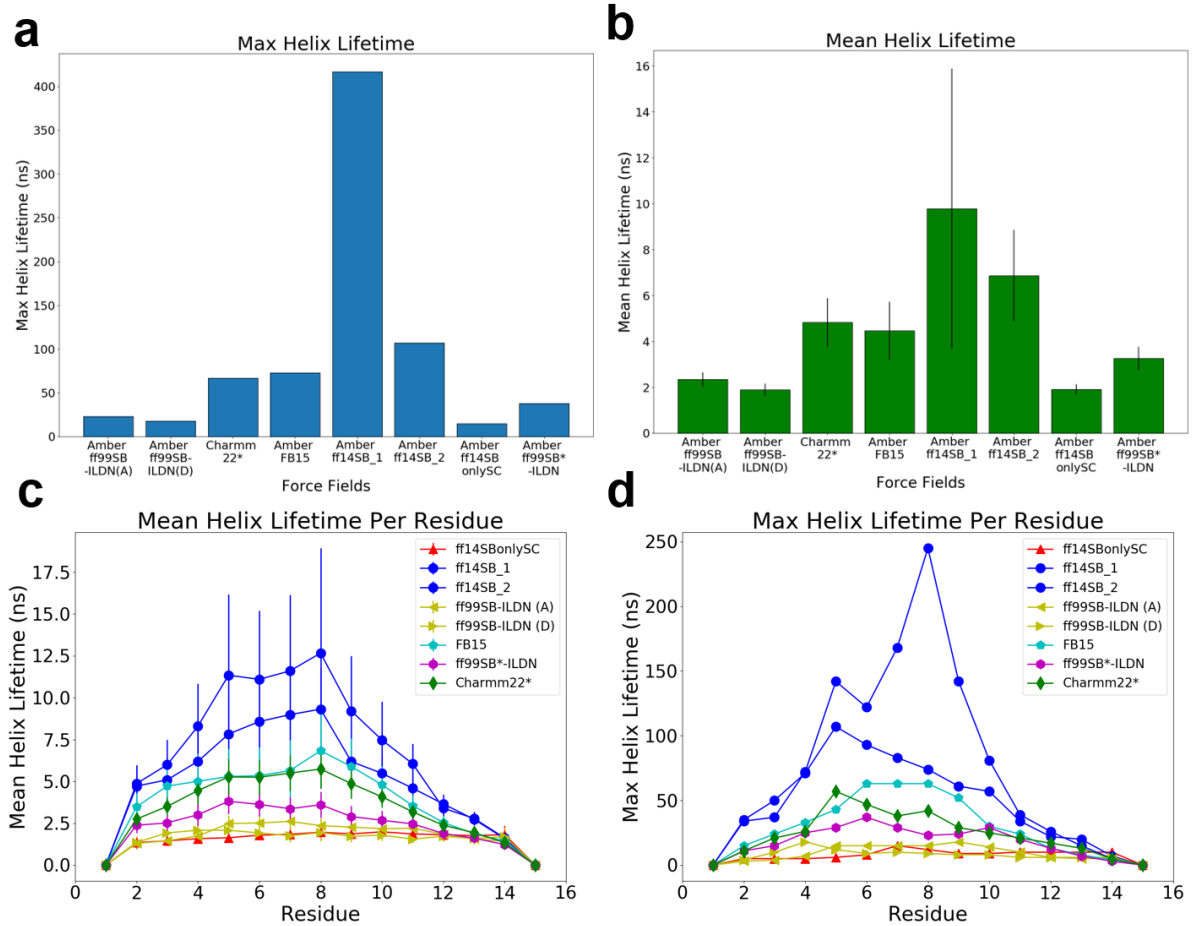 a
Max Helix Lifetime
Max Helix Lifetime (ns)
400
350
300
250
200
150
100
50
0
Amber
ff99SB
-ILDN(A)
Amber
ff99SB-
ILDN(D)
Charmm
22*
Amber
FB15
Amber
ff14SB_1
Amber
ff14SB_2
Amber
ff14SB
onlySC
Amber
ff99SB*
-ILDN
Force Fields
b
Mean Helix Lifetime
Mean Helix Lifetime (ns)
16
14
12
10
8
6
4
2
0
Amber
ff99SB
-ILDN(A)
Amber
ff99SB-
ILDN(D)
Charmm
22*
Amber
FB15
Amber
ff14SB_1
Amber
ff14SB_2
Amber
ff14SB
onlySC
Amber
ff99SB*
-ILDN
Force Fields
c
Mean Helix Lifetime Per Residue
Mean Helix Lifetime (ns)
17.5
15.0
12.5
10.0
7.5
5.0
2.5
0.0
ff14SBonlySC
ff14SB_1
ff14SB_2
ff99SB-ILDN (A)
ff99SB-ILDN (D)
FB15
ff99SB*-ILDN
Charmm22*
0 2 4 6 8 10 12 14 16
Residue
d
Max Helix Lifetime Per Residue
Max Helix Lifetime (ns)
250
200
150
100
50
0
ff14SBonlySC
ff14SB_1
ff14SB_2
ff99SB-ILDN (A)
ff99SB-ILDN (D)
FB15
ff99SB*-ILDN
Charmm22*
0 2 4 6 8 10 12 14 16
Residue